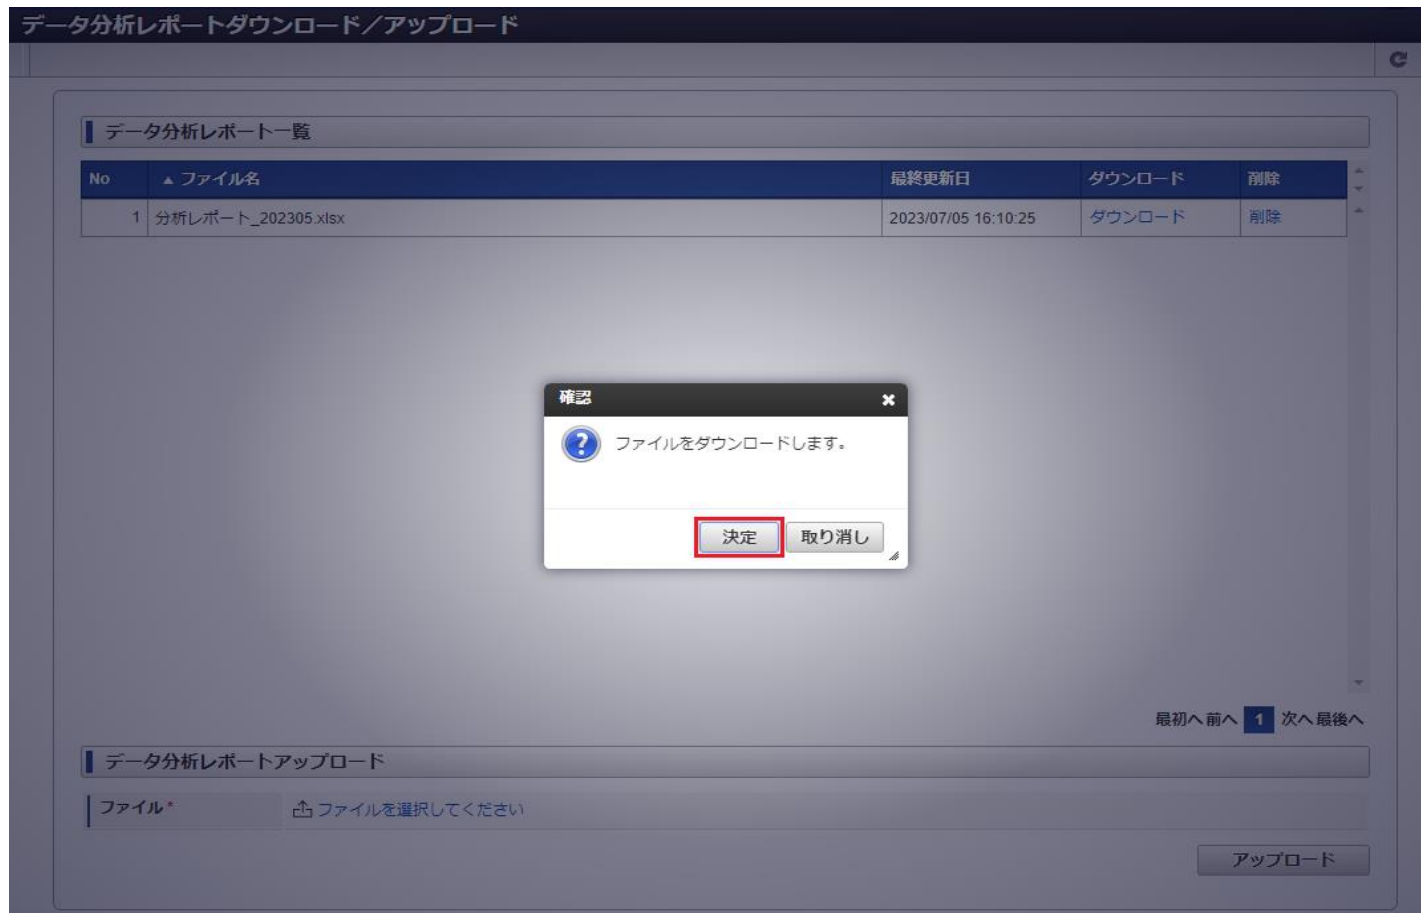 データ分析レポートダウンロード／アップロード
データ分析レポート一覧
No ▲ ファイル名 最終更新日 ダウンロード 削除
1 分析レポート_202305.xlsx 2023/07/05 16:10:25 ダウンロード 削除
確認
ファイルをダウンロードします。
決定 取り消し
最初へ 前へ 1 次へ 最後へ
データ分析レポートアップロード
ファイル* ファイルを選択してください
アップロード